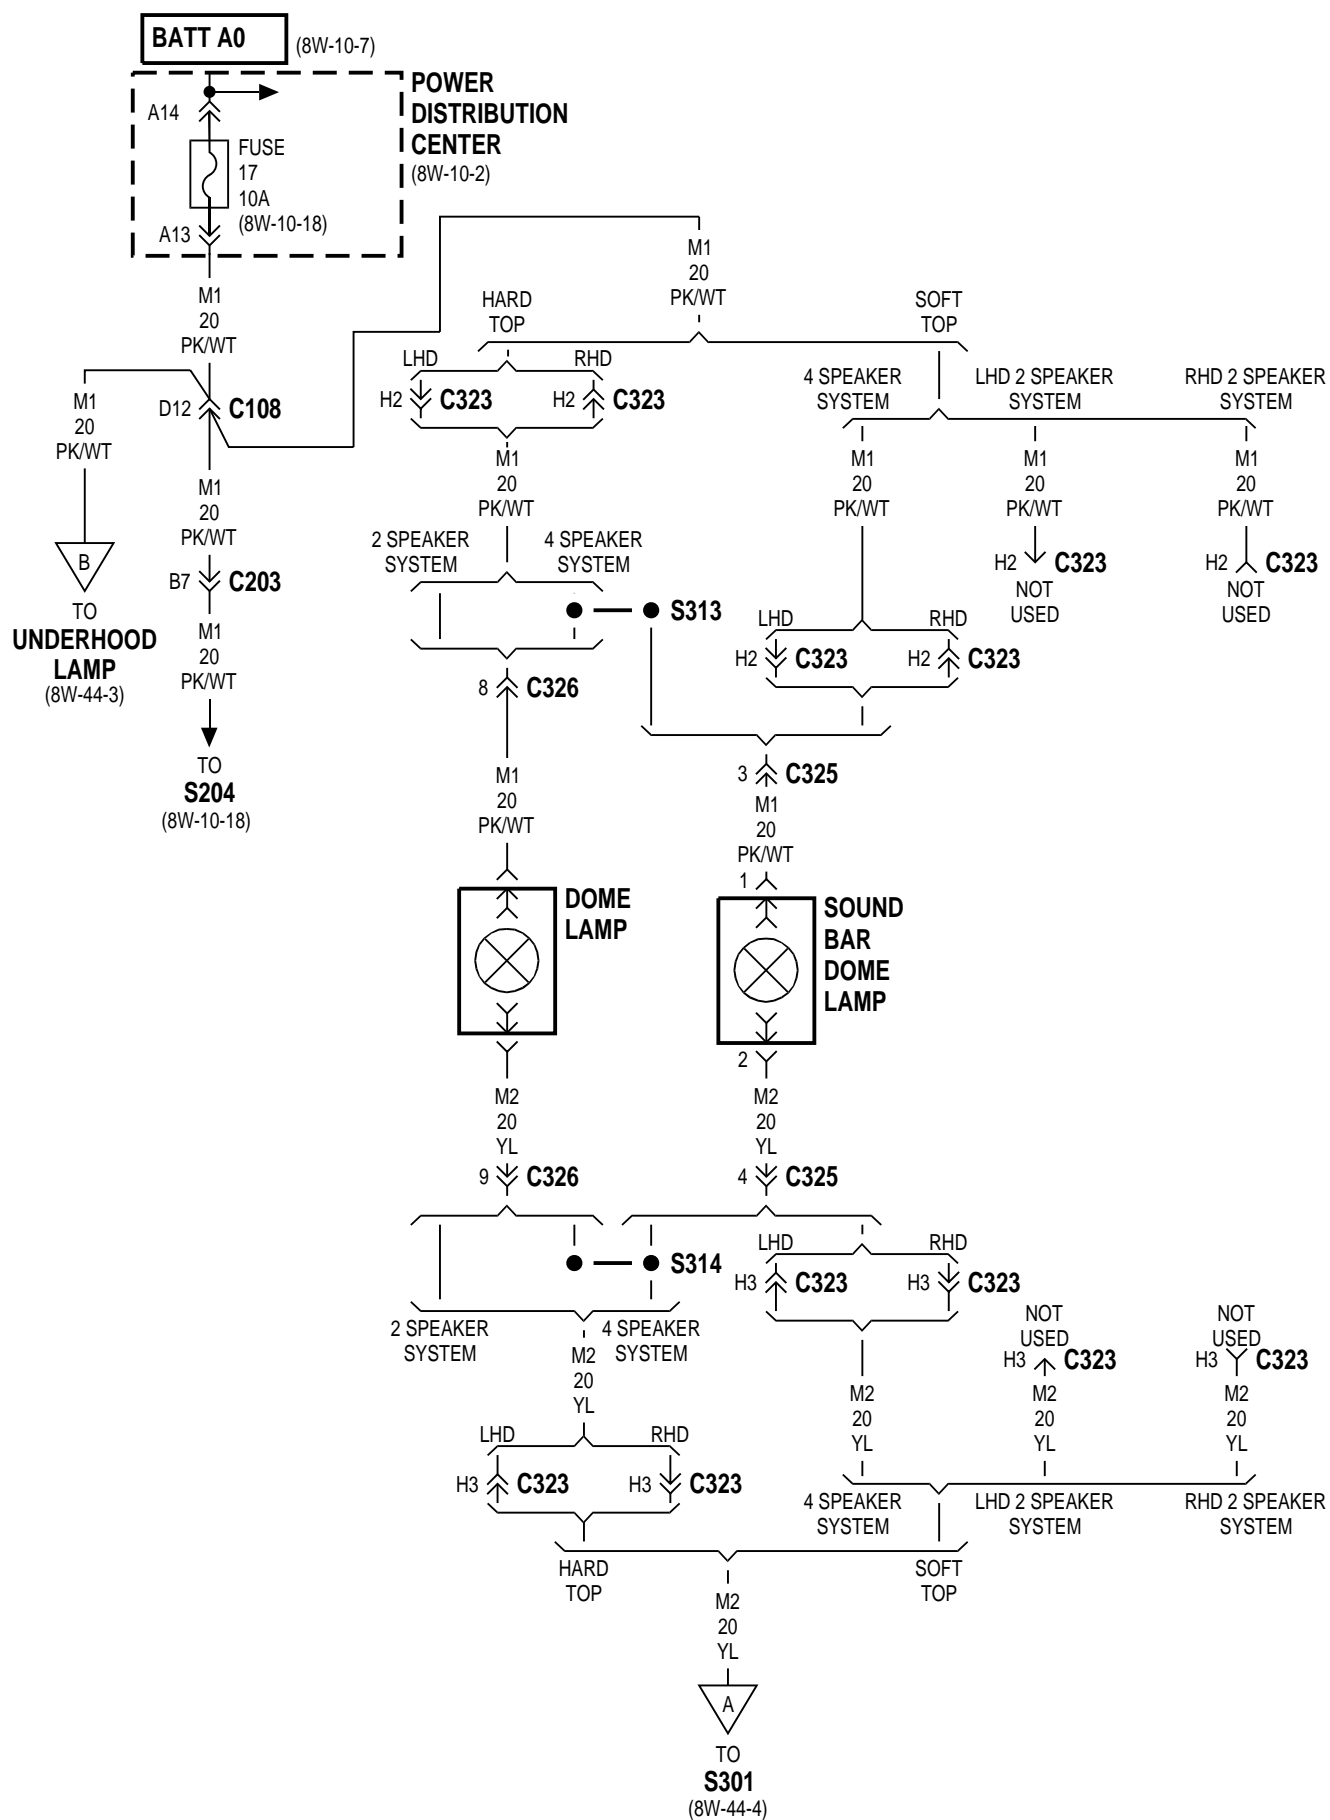 BATT A0
(8W-10-7)
POWER
DISTRIBUTION
CENTER
(8W-10-2)
A14
FUSE
17
10A
(8W-10-18)
A13
M1
20
PK/WT
M1
20
PK/WT
HARD
TOP
SOFT
TOP
LHD
RHD
H2
C323
H2
C323
4 SPEAKER
SYSTEM
LHD 2 SPEAKER
SYSTEM
RHD 2 SPEAKER
SYSTEM
M1
20
PK/WT
D12
C108
M1
20
PK/WT
M1
20
PK/WT
M1
20
PK/WT
M1
20
PK/WT
M1
20
PK/WT
B
TO
UNDERHOOD
LAMP
(8W-44-3)
B7
C203
M1
20
PK/WT
TO
S204
(8W-10-18)
2 SPEAKER
SYSTEM
4 SPEAKER
SYSTEM
S313
H2
C323
NOT
USED
H2
C323
NOT
USED
LHD
RHD
H2
C323
H2
C323
8
C326
M1
20
PK/WT
3
C325
M1
20
PK/WT
1
DOME
LAMP
SOUND
BAR
DOME
LAMP
2
M2
20
YL
M2
20
YL
9
C326
4
C325
S314
LHD
RHD
H3
C323
H3
C323
2 SPEAKER
SYSTEM
4 SPEAKER
SYSTEM
M2
20
YL
NOT
USED
H3
C323
NOT
USED
H3
C323
M2
20
YL
M2
20
YL
M2
20
YL
LHD
RHD
H3
C323
H3
C323
4 SPEAKER
SYSTEM
LHD 2 SPEAKER
SYSTEM
RHD 2 SPEAKER
SYSTEM
HARD
TOP
SOFT
TOP
M2
20
YL
A
TO
S301
(8W-44-4)